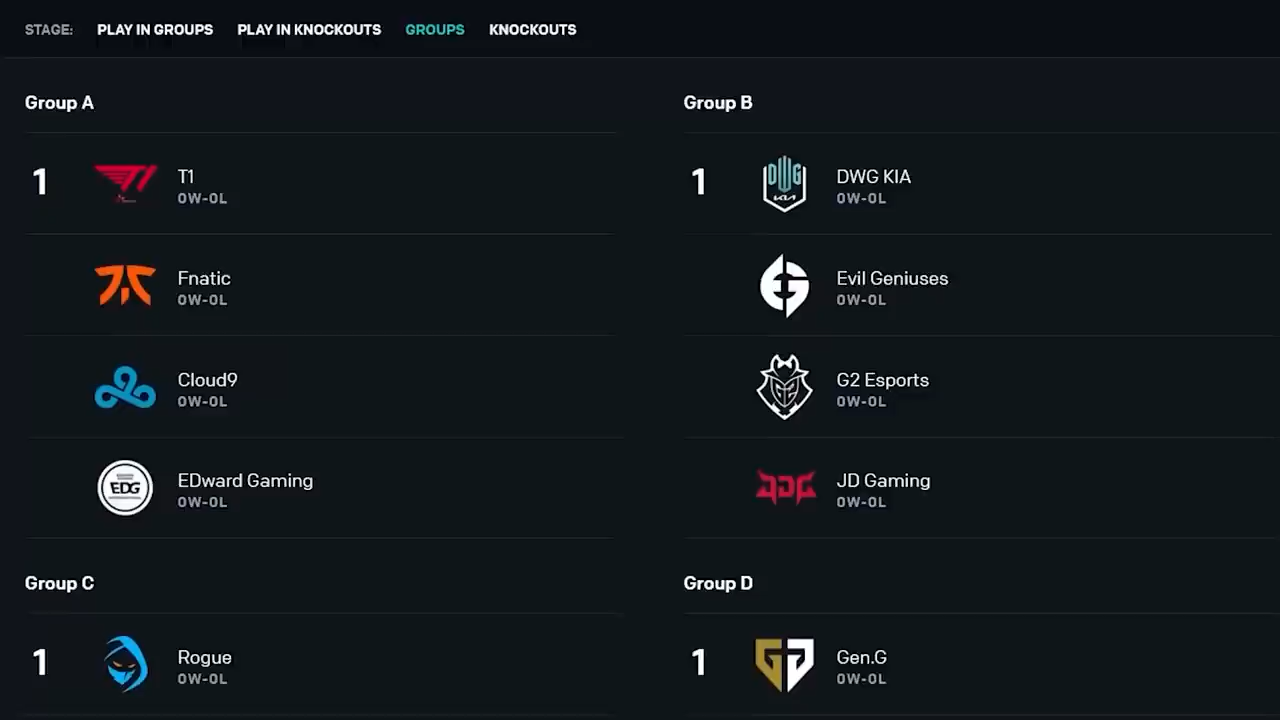 STAGE: PLAY IN GROUPS PLAY IN KNOCKOUTS GROUPS KNOCKOUTS
Group A
1 T1
0W-0L
Fnatic
0W-0L
Cloud9
0W-0L
EDG
EDward Gaming
0W-0L
Group B
1 DWG KIA
0W-0L
Evil Geniuses
0W-0L
G2 Esports
0W-0L
JDG
JD Gaming
0W-0L
Group C
1 Rogue
0W-0L
Group D
1 Gen.G
0W-0L